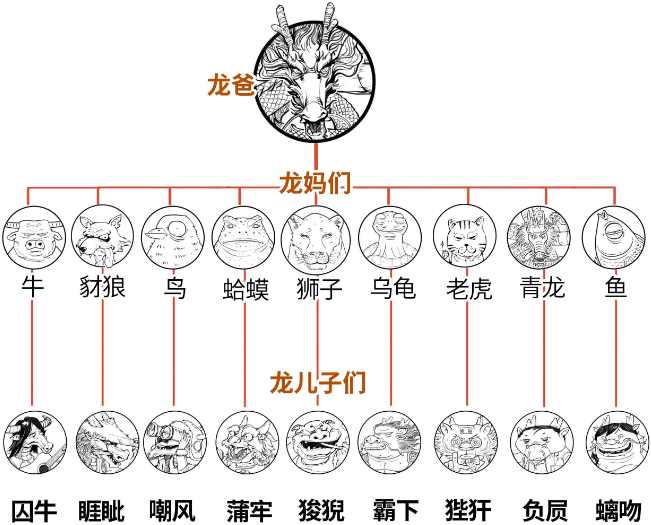 龙爸
龙妈们
牛 豺狼 鸟 蛤蟆 狮子 乌龟 老虎 青龙 鱼
龙儿子们
囚牛 睚眦 嘲风 蒲牢 狻猊 霸下 狴犴 负屃 螭吻